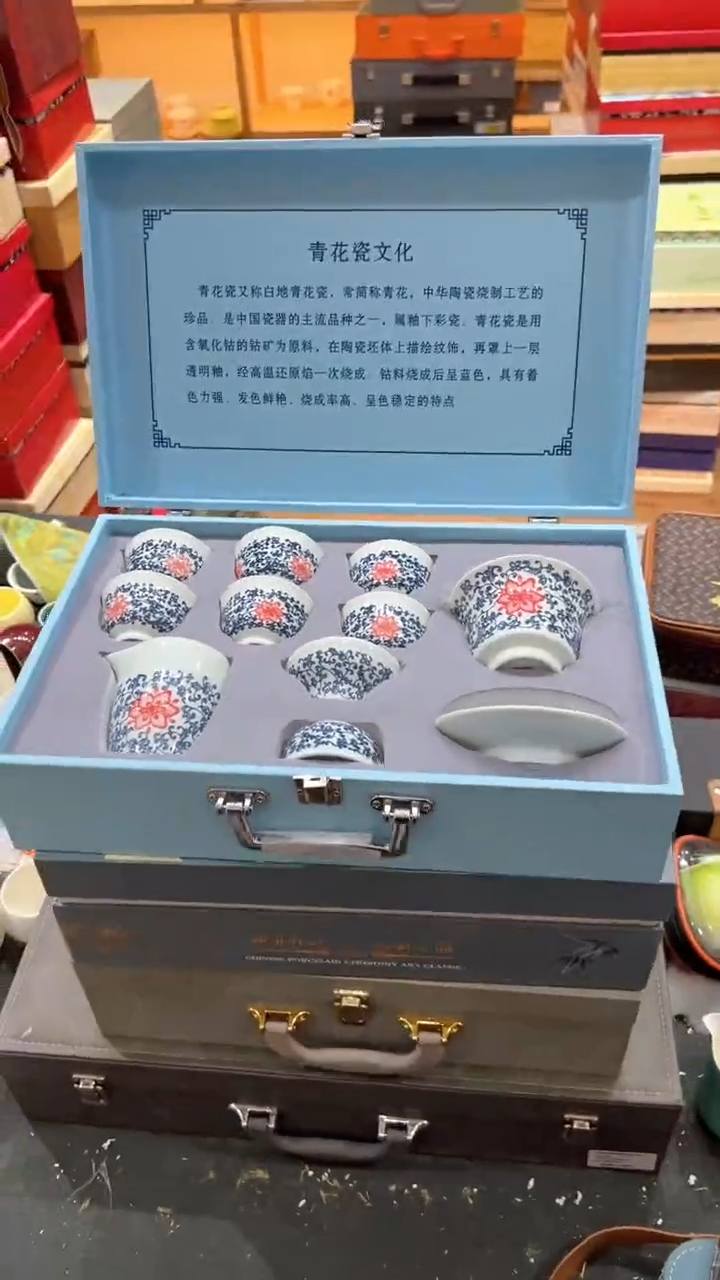 青花瓷文化
青花瓷又称白地青花瓷，常简称青花，中华陶瓷烧制工艺的
珍品。是中国瓷器的主流品种之一，属釉下彩瓷。青花瓷是用
含氧化钴的钴矿为原料，在陶瓷坯体上描绘纹饰，再罩上一层
透明釉，经高温还原焰一次烧成。钴料烧成后呈蓝色，具有着
色力强、发色鲜艳、烧成率高、呈色稳定的特点
CHINESE PORCELAIN CEREMONY ART CLASSIC